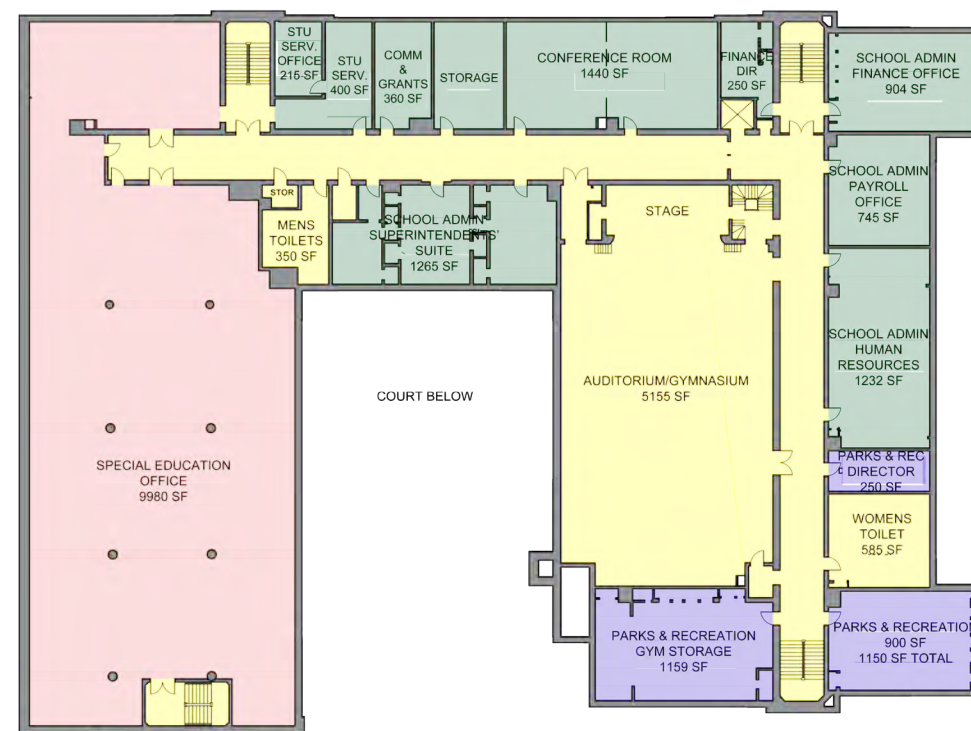 STU
SERV.
OFFICE
215 SF
STU
SERV.
400 SF
COMM
&
GRANTS
360 SF
STORAGE
CONFERENCE ROOM
1440 SF
FINANCE
DIR
250 SF
SCHOOL ADMIN
FINANCE OFFICE
904 SF
SCHOOL ADMIN
PAYROLL
OFFICE
745 SF
STOR
MENS
TOILETS
350 SF
SCHOOL ADMIN
SUPERINTENDENTS'
SUITE
1265 SF
STAGE
SCHOOL ADMIN
HUMAN
RESOURCES
1232 SF
AUDITORIUM/GYMNASIUM
5155 SF
COURT BELOW
SPECIAL EDUCATION
OFFICE
9980 SF
PARKS & REC
DIRECTOR
250 SF
WOMENS
TOILET
585 SF
PARKS & RECREATION
GYM STORAGE
1159 SF
PARKS & RECREATION
900 SF
1150 SF TOTAL